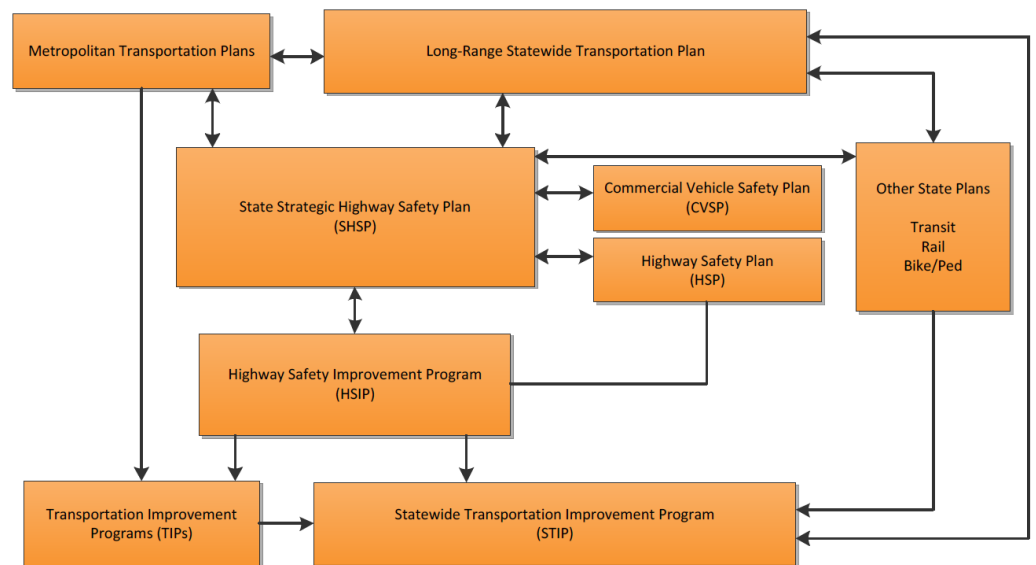 Metropolitan Transportation Plans
Long-Range Statewide Transportation Plan
State Strategic Highway Safety Plan
(SHSP)
Commercial Vehicle Safety Plan
(CVSP)
Highway Safety Plan
(HSP)
Other State Plans
Transit
Rail
Bike/Ped
Highway Safety Improvement Program
(HSIP)
Transportation Improvement
Programs (TIPs)
Statewide Transportation Improvement Program
(STIP)